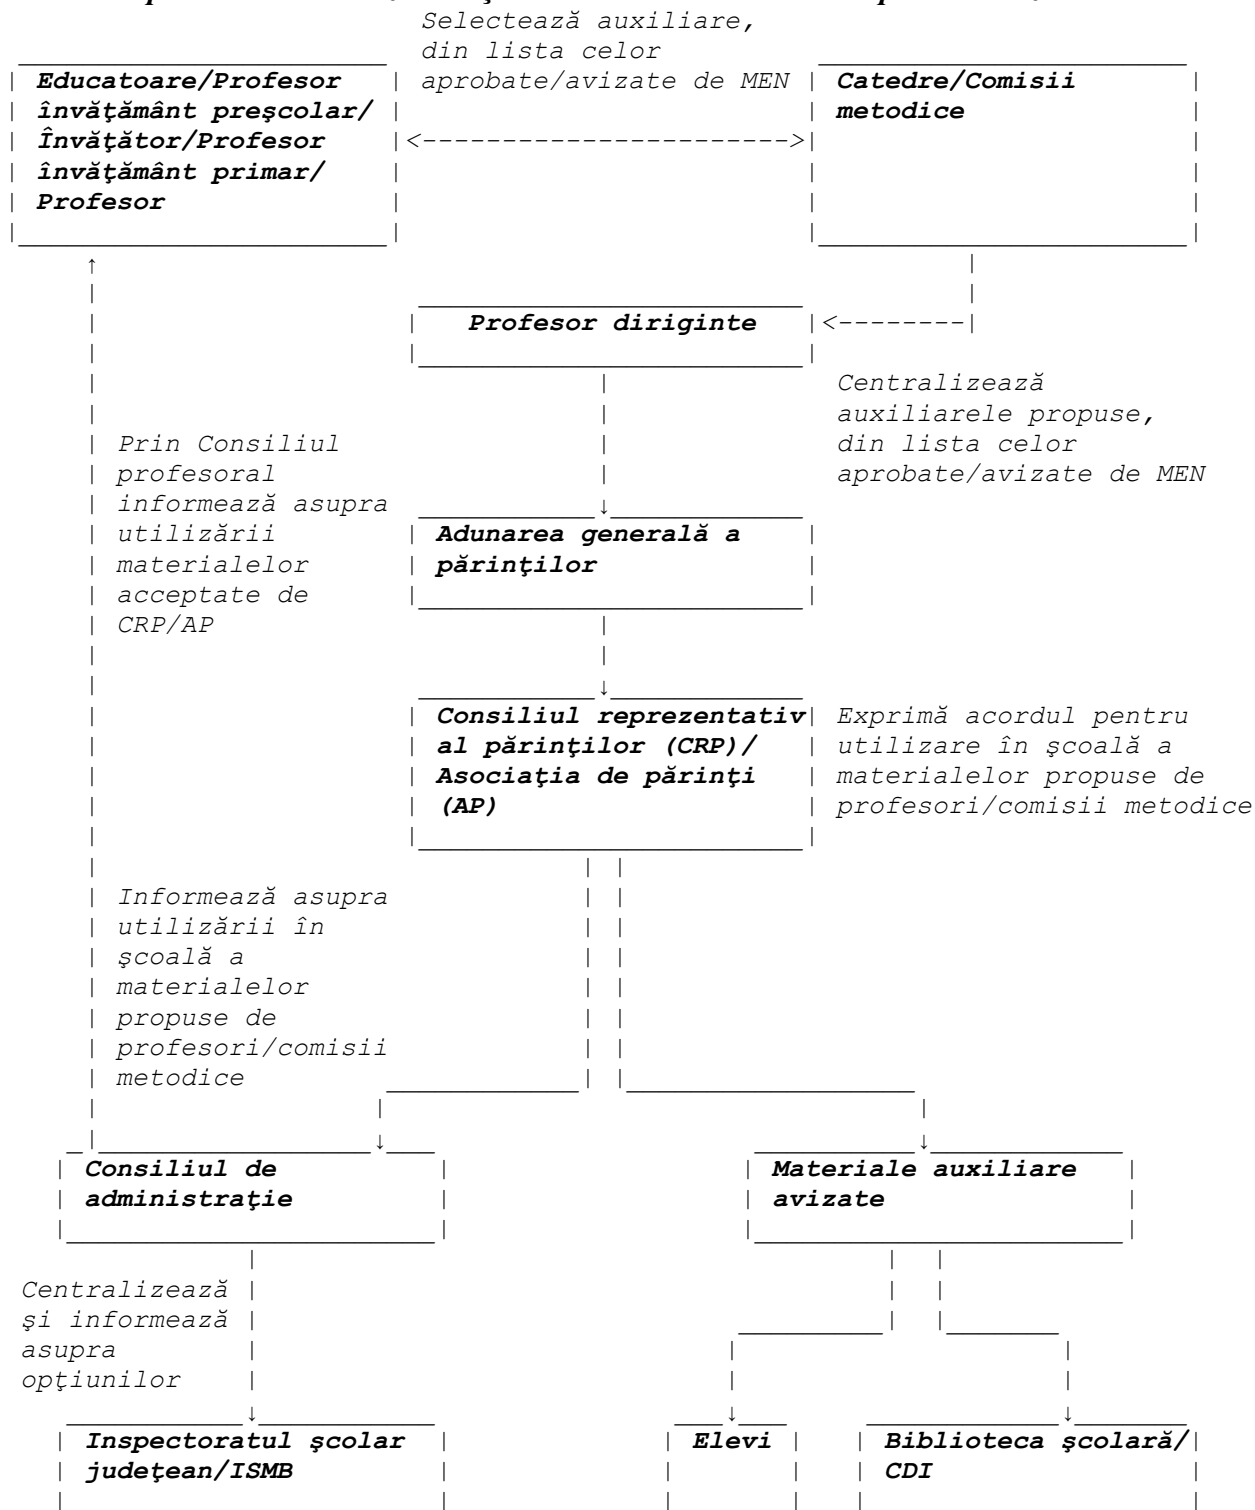 Selectează auxiliare,
din lista celor
aprobate/avizate de MEN
Educatoare/Profesor
învăţământ preşcolar/
Învăţător/Profesor
învăţământ primar/
Profesor
Catedre/Comisii
metodice
Profesor diriginte
Centralizează
auxiliarele propuse,
din lista celor
aprobate/avizate de MEN
Prin Consiliul
profesoral
informează asupra
utilizării
materialelor
acceptate de
CRP/AP
Adunarea generală a
părinţilor
Consiliul reprezentativ
al părinţilor (CRP)/
Asociaţia de părinţi
(AP)
Exprimă acordul pentru
utilizare în şcoală a
materialelor propuse de
profesori/comisii metodice
Informează asupra
utilizării în
şcoală a
materialelor
propuse de
profesori/comisii
metodice
Consiliul de
administraţie
Materiale auxiliare
avizate
Centralizează
şi informează
asupra
opţiunilor
Inspectoratul şcolar
judeţean/ISMB
Elevi
Biblioteca şcolară/
CDI